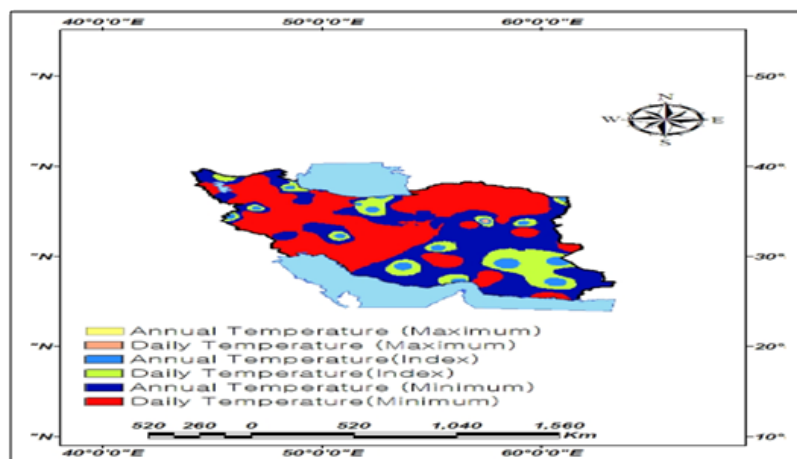 40°0'0"E 50°0'0"E 60°0'0"E
"N 50°
N
W E
S
"N 40°
"N 30°
Annual Temperature (Maximum)
Daily Temperature (Maximum)
Annual Temperature(Index)
"N 20°
Daily Temperature(Index)
Annual Temperature (Minimum)
Daily Temperature(Minimum)
520 260 0 520 1,040 1,560
Km
"N 10°
40°0'0"E 50°0'0"E 60°0'0"E